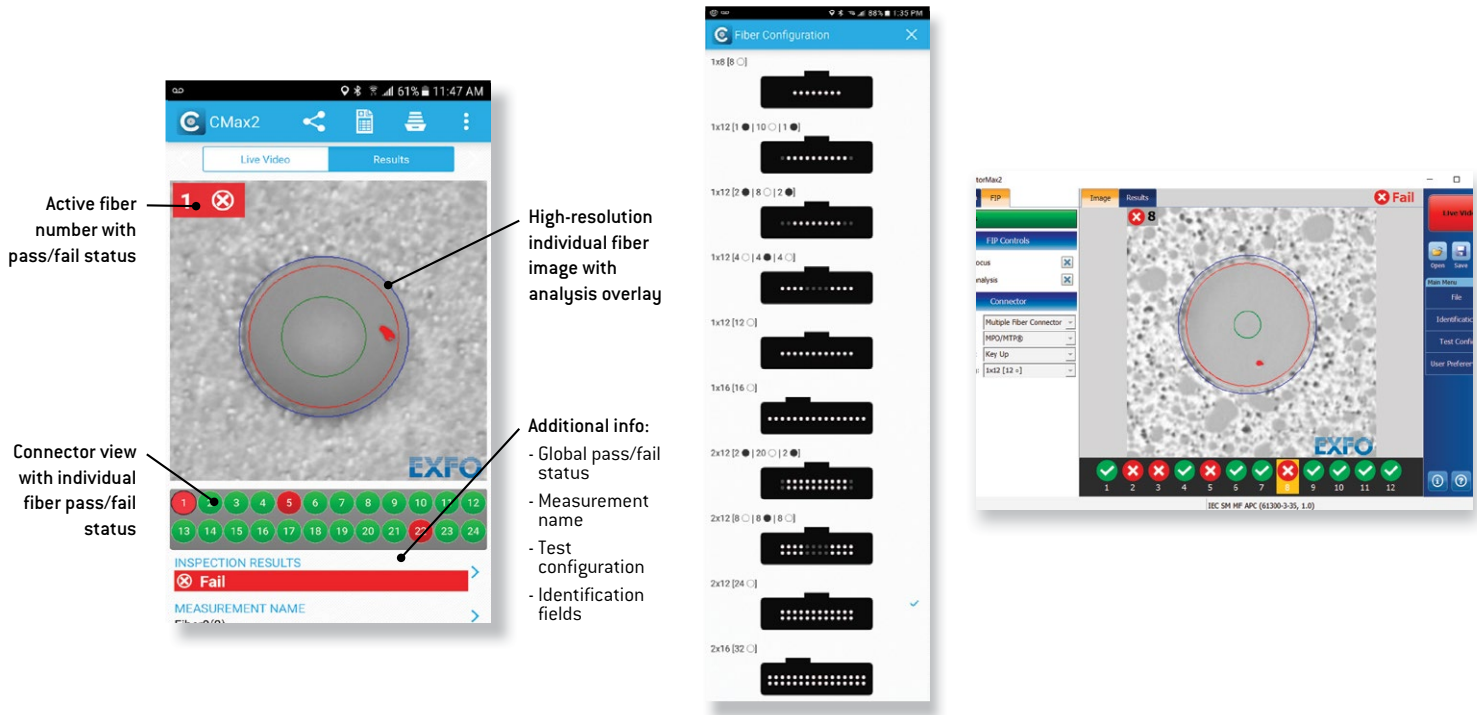 Active fiber
number with
pass/fail status
Connector view
with individual
fiber pass/fail
status
61% 11:47 AM
CMax2
Live Video
Results
1
EXFO
1 2 3 4 5 6 7 8 9 10 11 12
13 14 15 16 17 18 19 20 21 22 23 24
INSPECTION RESULTS
Fail
MEASUREMENT NAME
High-resolution
individual fiber
image with
analysis overlay
Additional info:
- Global pass/fail
status
- Measurement
name
- Test
configuration
- Identification
fields
88% 1:35 PM
Fiber Configuration
1x8 [8 ○]
1x12 [1 ● | 10 ○ | 1 ●]
1x12 [2 ● | 8 ○ | 2 ●]
1x12 [4 ○ | 4 ● | 4 ○]
1x12 [12 ○]
1x16 [16 ○]
2x12 [2 ● | 20 ○ | 2 ●]
2x12 [8 ○ | 8 ● | 8 ○]
2x12 [24 ○]
2x16 [32 ○]
torMax2
FIP
FIP Controls
ocus
nalysis
Connector
Multiple Fiber Connector
MPO/MTP®
Key Up
1x12 [12 ○]
Image
Results
Fail
8
EXFO
1 2 3 4 5 6 7 8 9 10 11 12
IEC SM MF APC (61300-3-35, 1.0)
Live Vid
Open Save
Main Menu
File
Identificatio
Test Confi
User Preferen